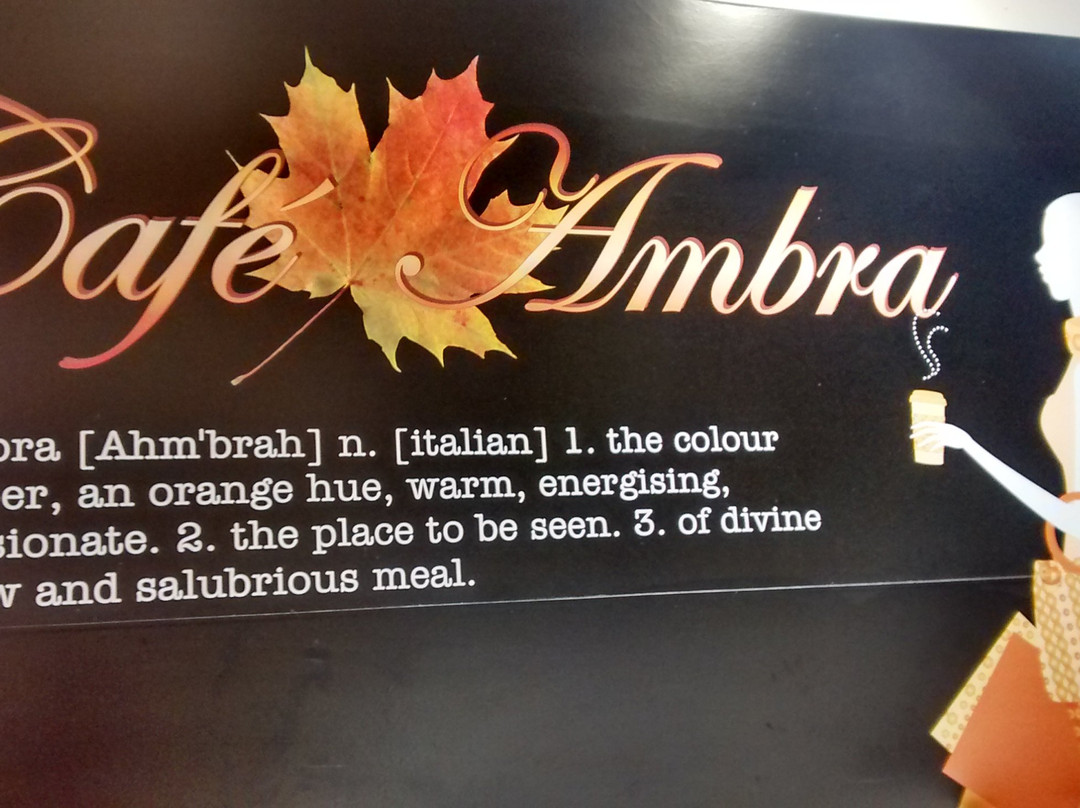 Café Ambra
bra [Ahm'brah] n. [italian] 1. the colour
er, an orange hue, warm, energising,
sionate. 2. the place to be seen. 3. of divine
w and salubrious meal.